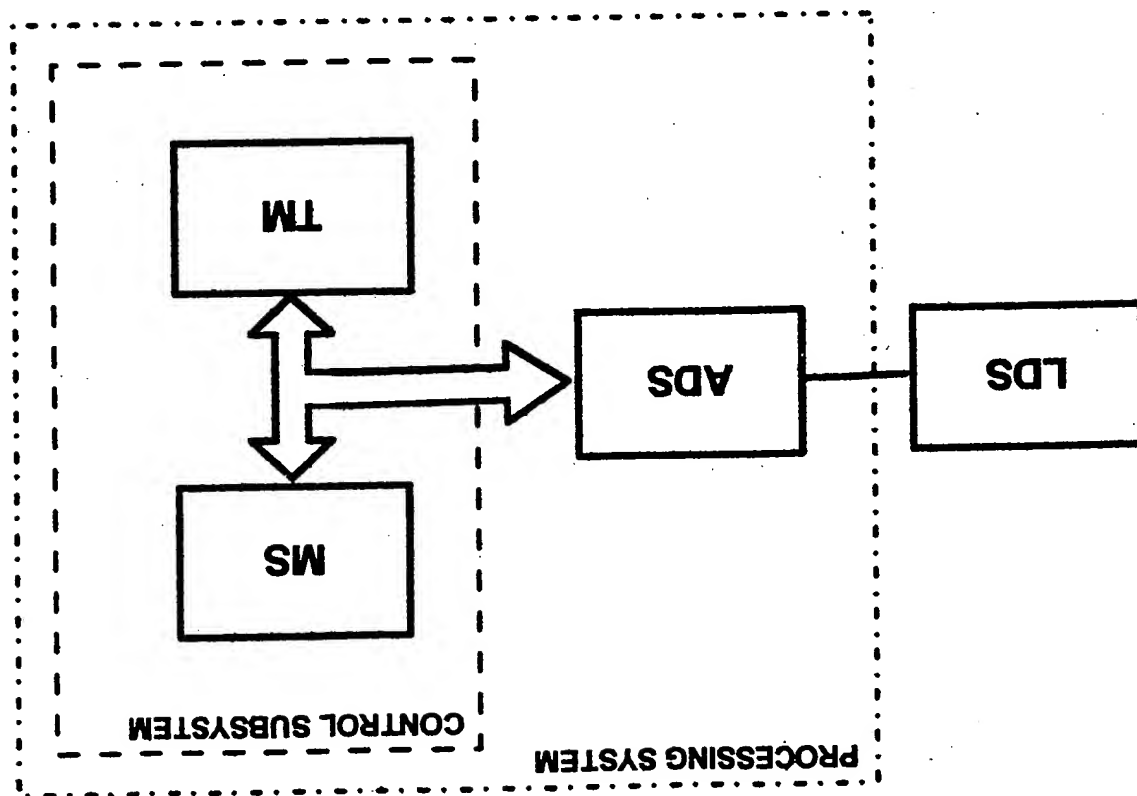 PROCESSING SYSTEM
CONTROL SUBSYSTEM
MS
LDS
ADS
TM